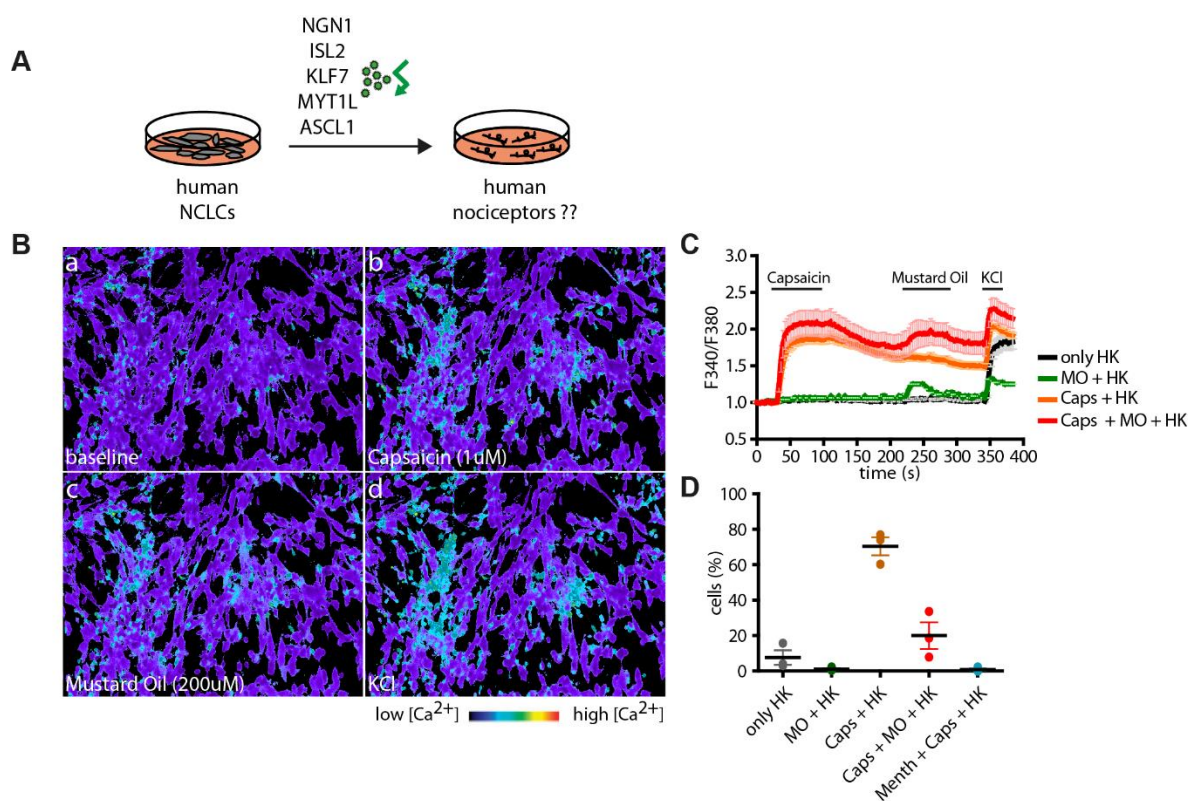 A
NGN1
ISL2
KLF7
MYT1L
ASCL1
human
NCLCs
human
nociceptors ??
B
a
baseline
b
Capsaicin (1uM)
c
Mustard Oil (200uM)
d
KCl
low [Ca2+]
high [Ca2+]
C
3.0
2.5
2.0
1.5
1.0
0.5
F340/F380
Capsaicin
Mustard Oil
KCl
0 50 100 150 200 250 300 350 400
time (s)
only HK
MO + HK
Caps + HK
Caps + MO + HK
D
100
80
60
40
20
0
cells (%)
only HK
MO + HK
Caps + HK
Caps + MO + HK
Menth + Caps + HK